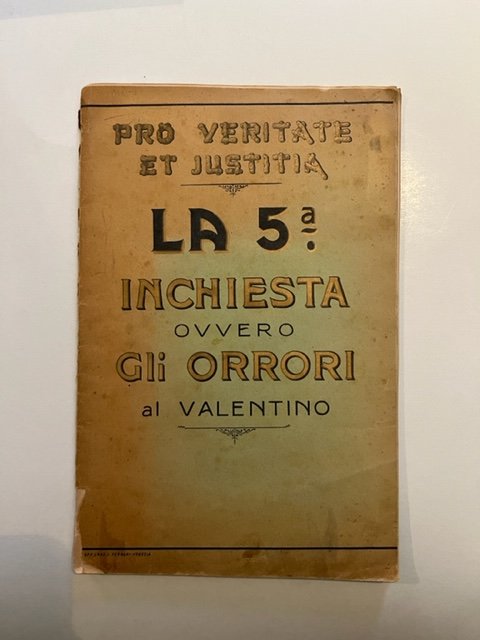 PRO VERITATE
ET JUSTITIA
LA 5ª.
INCHIESTA
OVVERO
Gli ORRORI
al VALENTINO